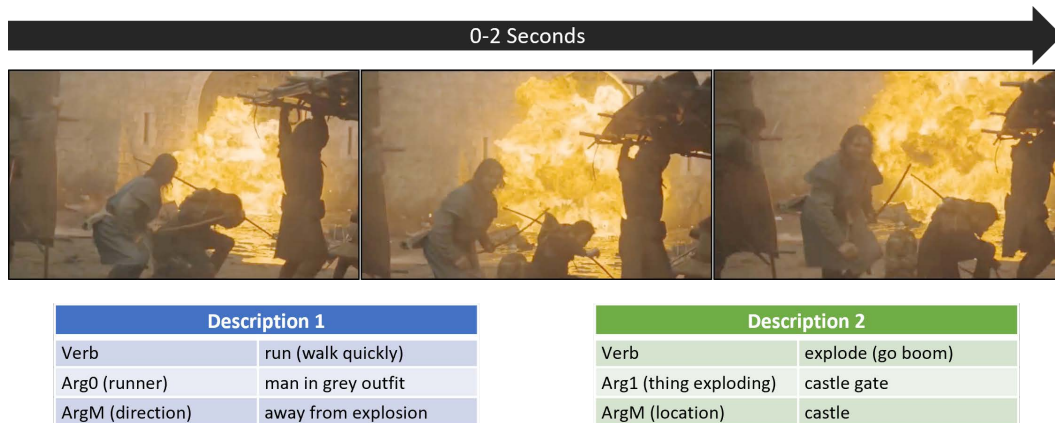 0-2 Seconds
Description 1
Verb run (walk quickly)
Arg0 (runner) man in grey outfit
ArgM (direction) away from explosion
Description 2
Verb explode (go boom)
Arg1 (thing exploding) castle gate
ArgM (location) castle